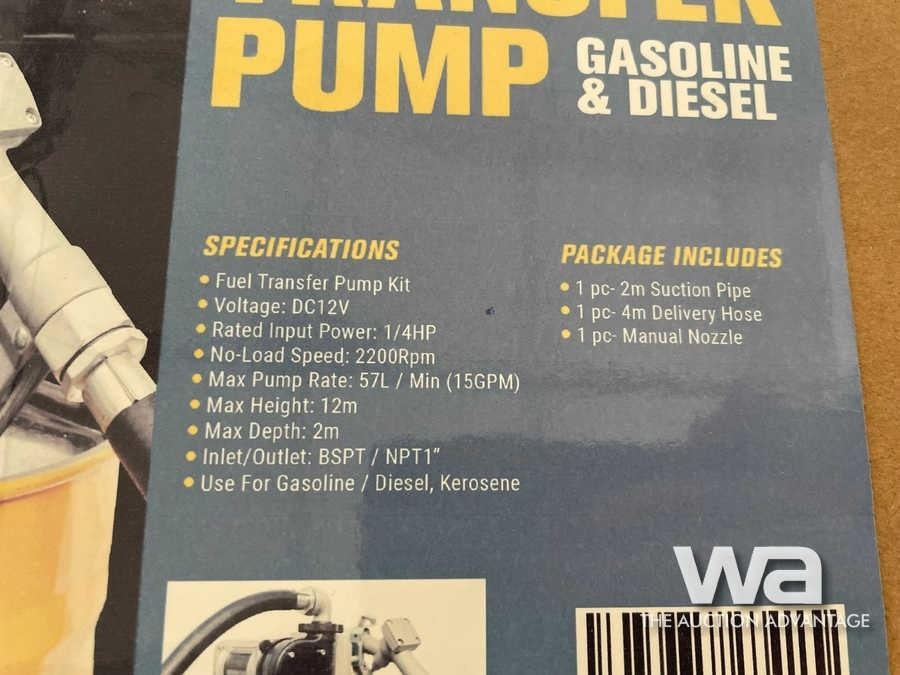 TRANSFER
PUMP
GASOLINE
& DIESEL
SPECIFICATIONS
• Fuel Transfer Pump Kit
• Voltage: DC12V
• Rated Input Power: 1/4HP
• No-Load Speed: 2200Rpm
• Max Pump Rate: 57L / Min (15GPM)
• Max Height: 12m
• Max Depth: 2m
• Inlet/Outlet: BSPT / NPT1"
• Use For Gasoline / Diesel, Kerosene
PACKAGE INCLUDES
• 1 pc- 2m Suction Pipe
• 1 pc- 4m Delivery Hose
• 1 pc- Manual Nozzle
wa
THE AUCTION ADVANTAGE